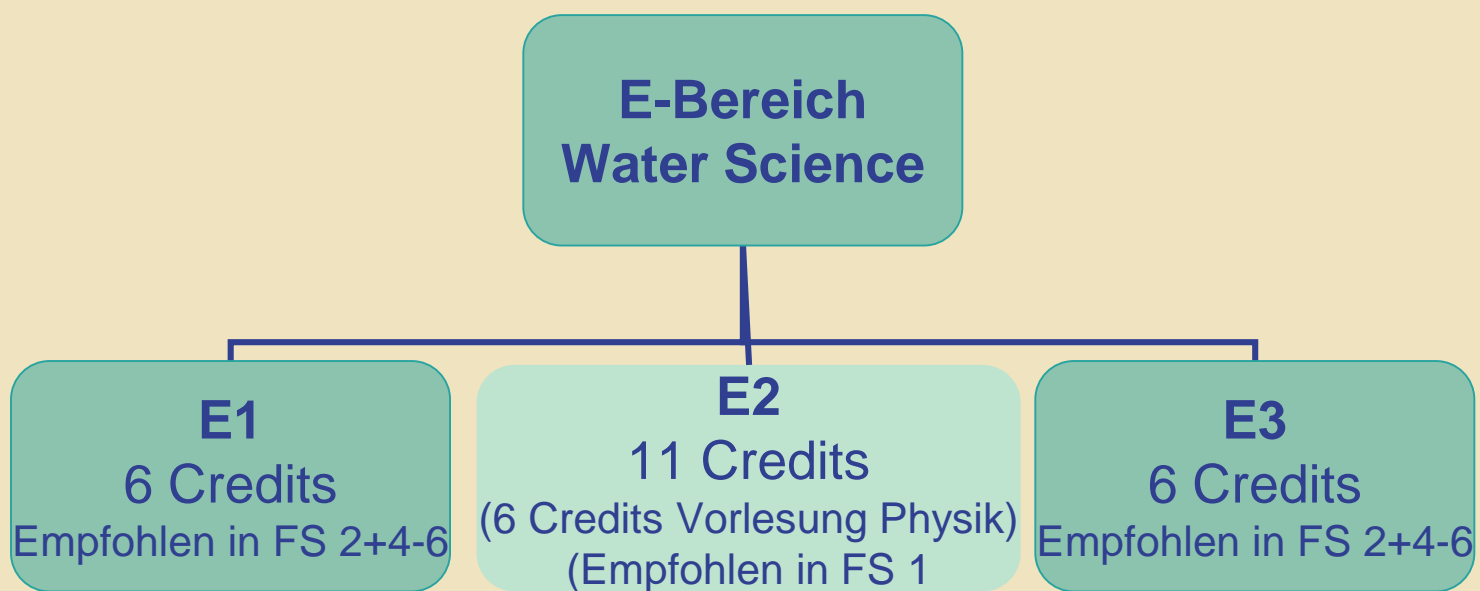 E-Bereich
Water Science
E1
6 Credits
Empfohlen in FS 2+4-6
E2
11 Credits
(6 Credits Vorlesung Physik)
(Empfohlen in FS 1
E3
6 Credits
Empfohlen in FS 2+4-6